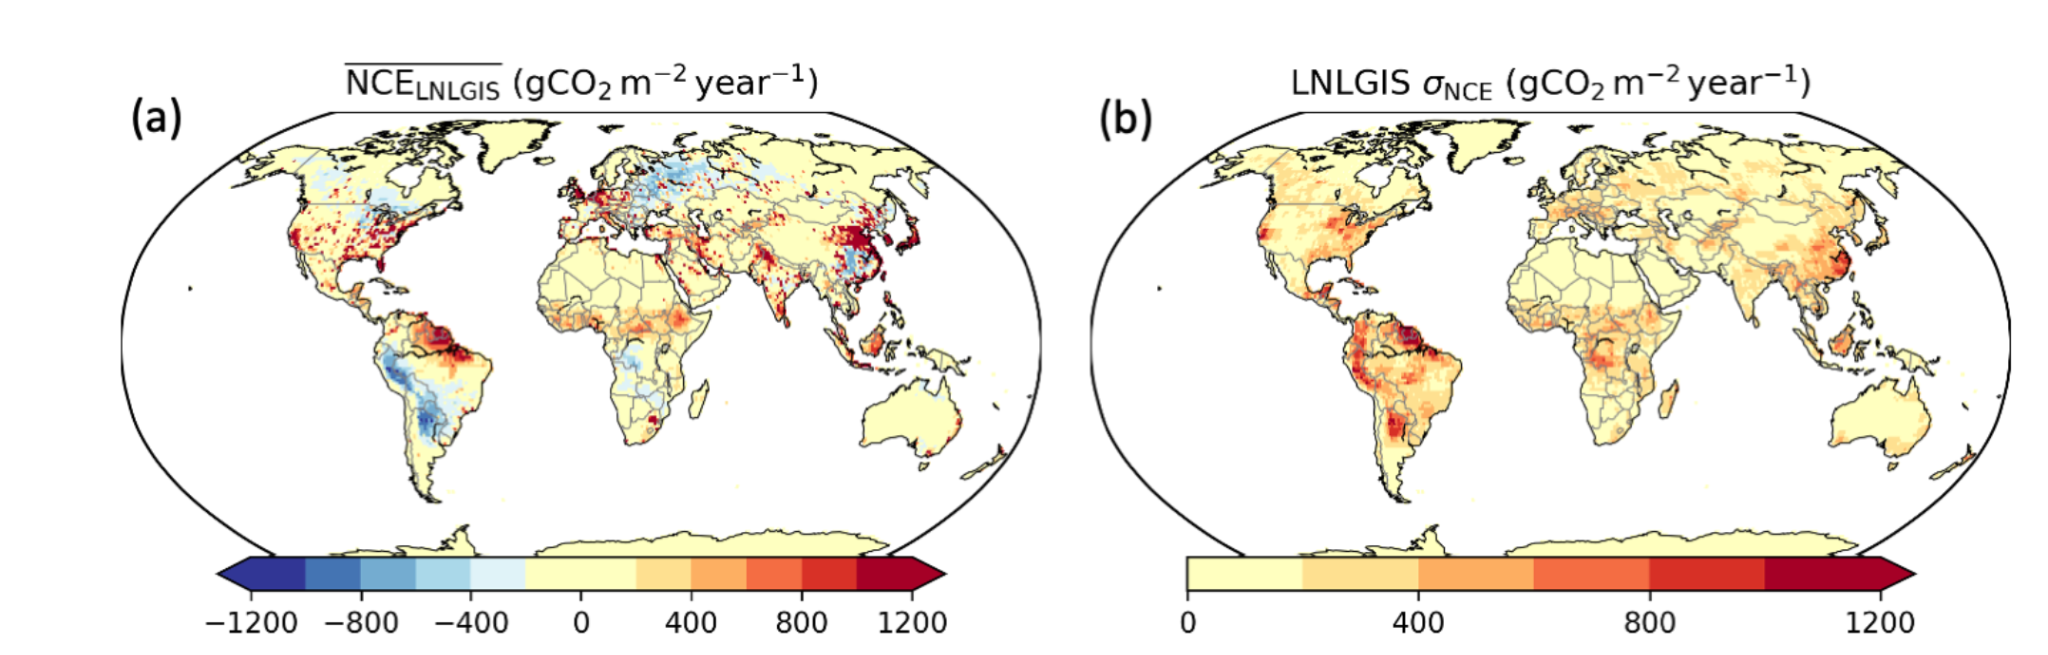 (a)
NCE_LNLGIS (gCO₂ m⁻² year⁻¹)
−1200 −800 −400 0 400 800 1200
(b)
LNLGIS σ_NCE (gCO₂ m⁻² year⁻¹)
0 400 800 1200